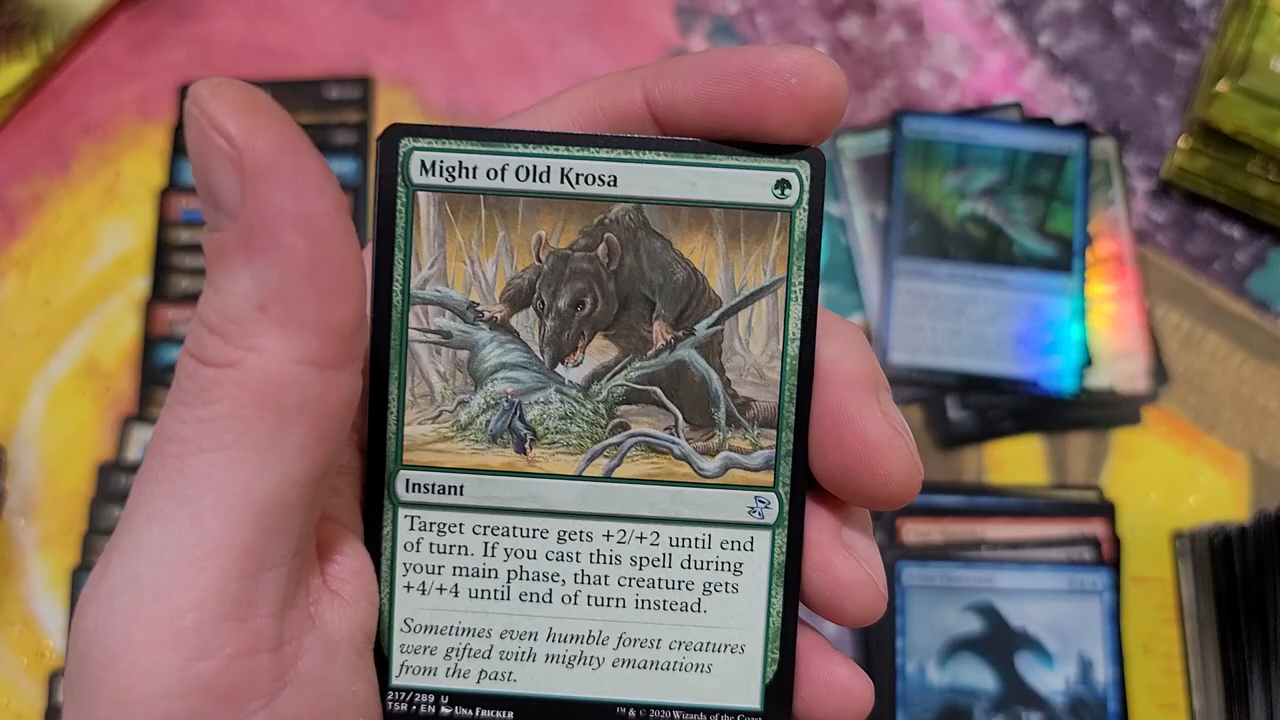 Might of Old Krosa
Instant
Target creature gets +2/+2 until end
of turn. If you cast this spell during
your main phase, that creature gets
+4/+4 until end of turn instead.
Sometimes even humble forest creatures
were gifted with mighty emanations
from the past.
217/289 U
TSR • EN Una Fricker
™ & © 2020 Wizards of the Coast